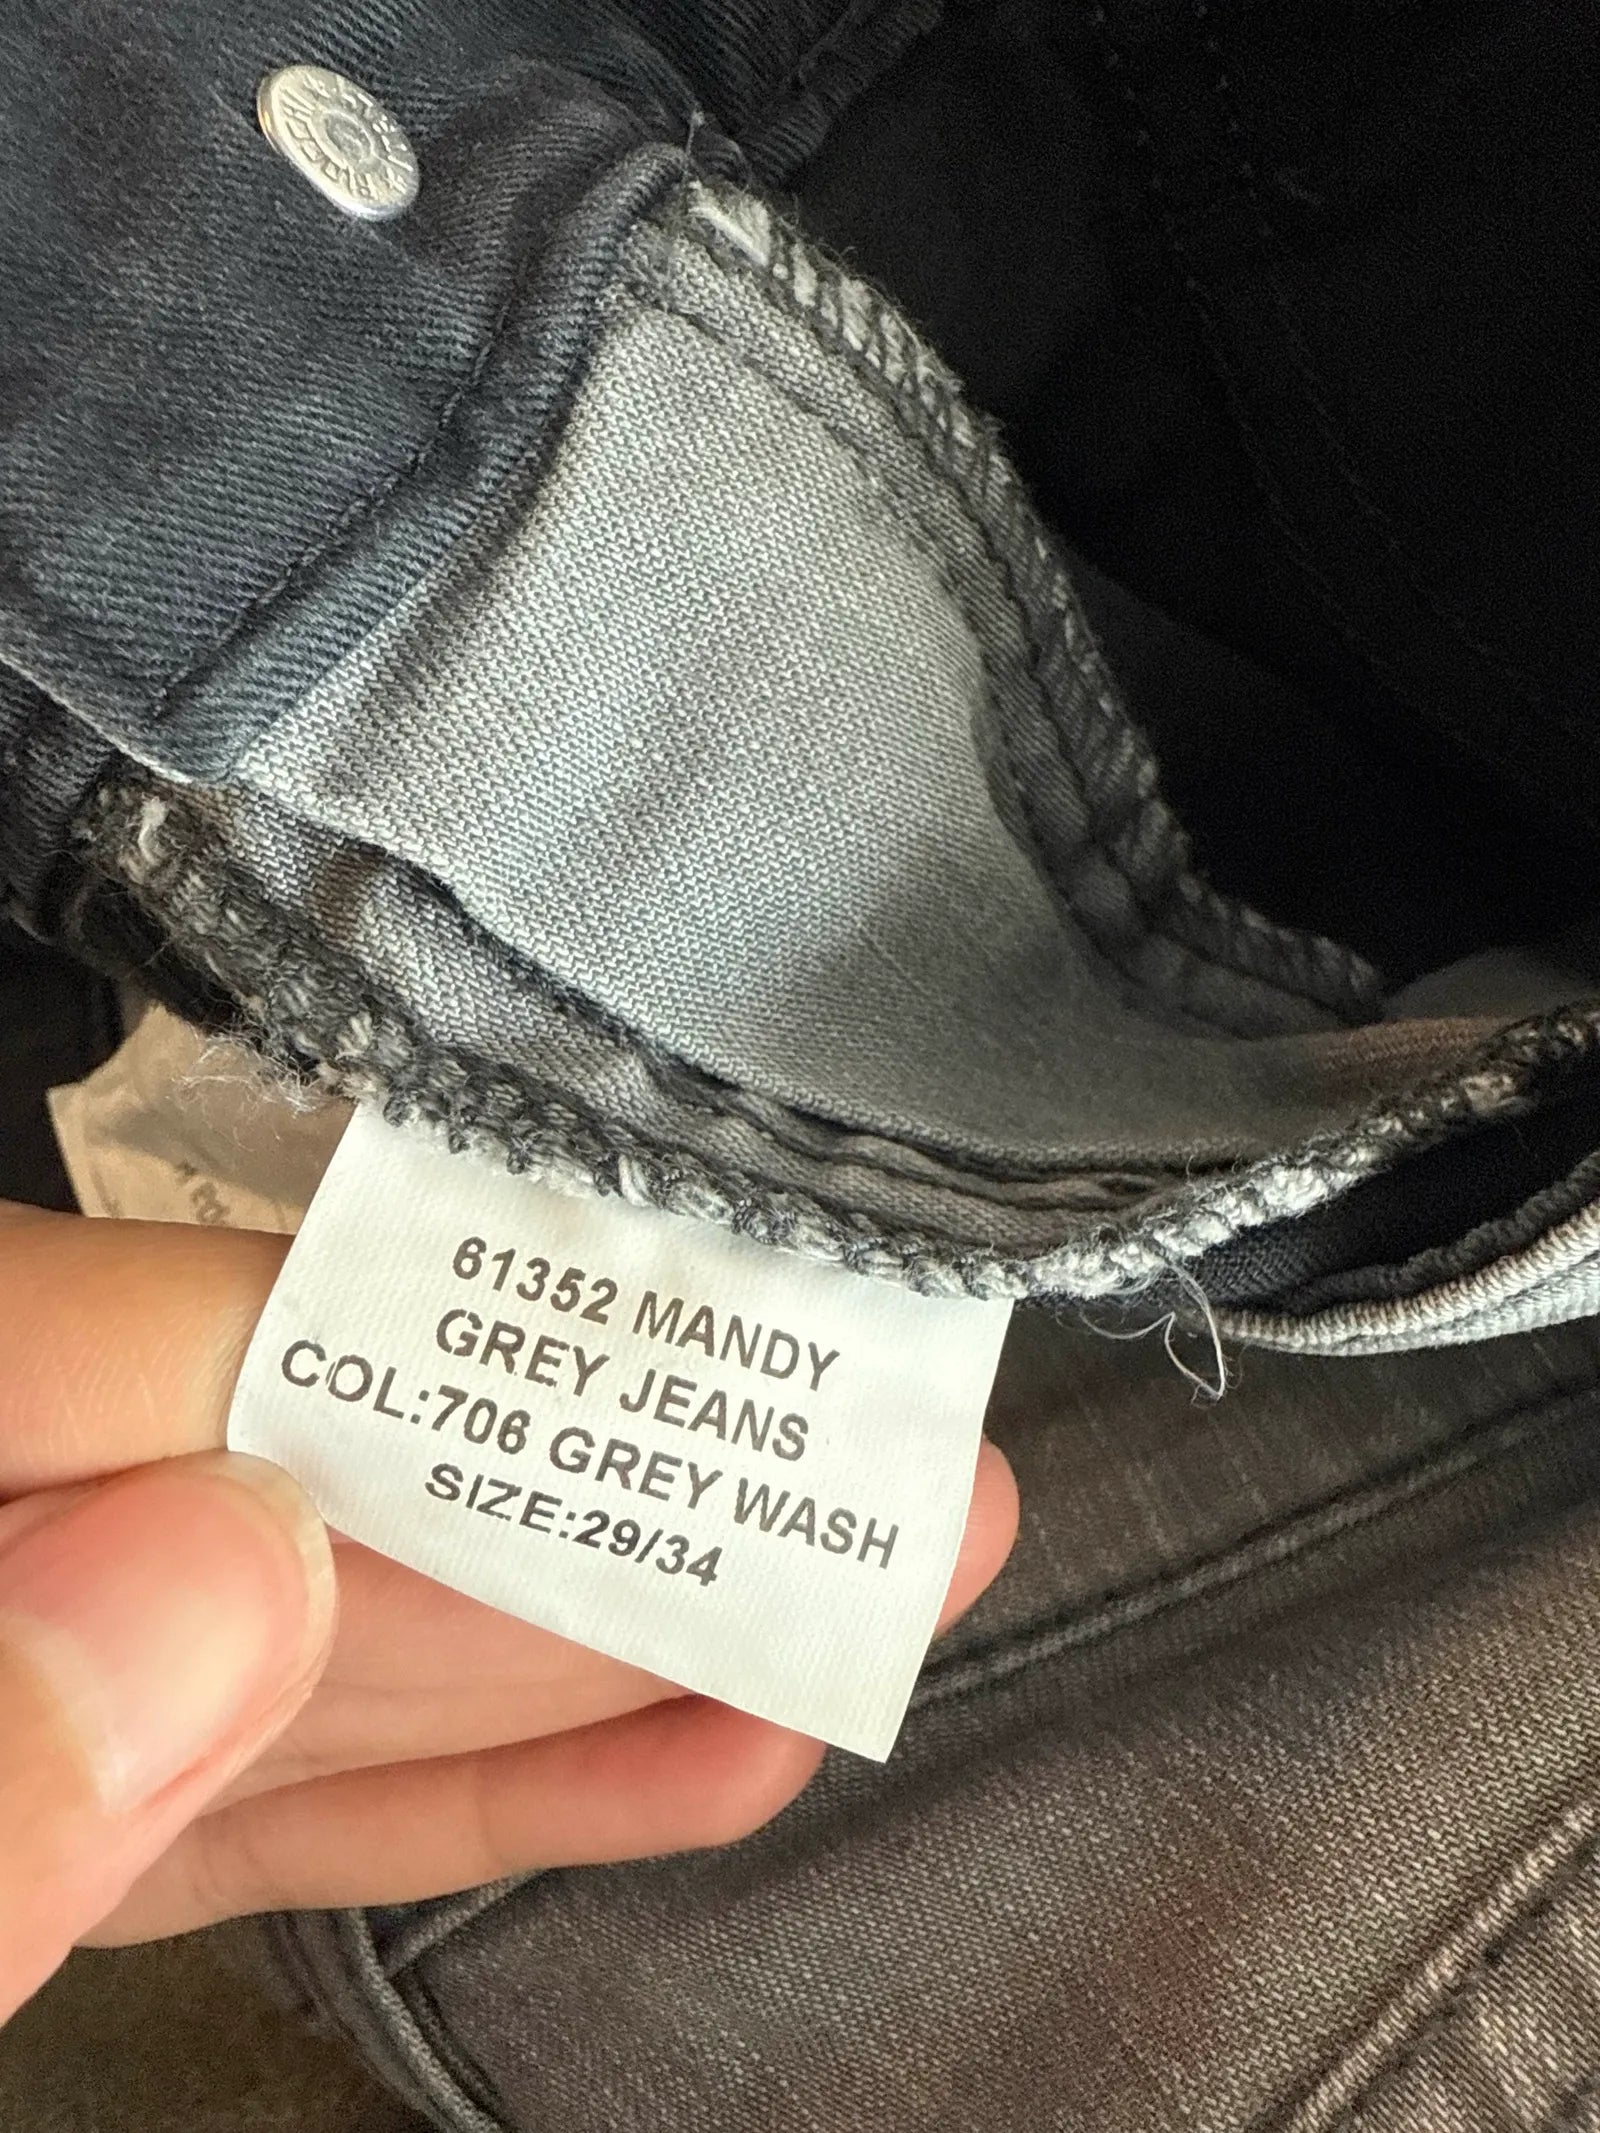 61352 MANDY
GREY JEANS
COL:706 GREY WASH
SIZE:29/34